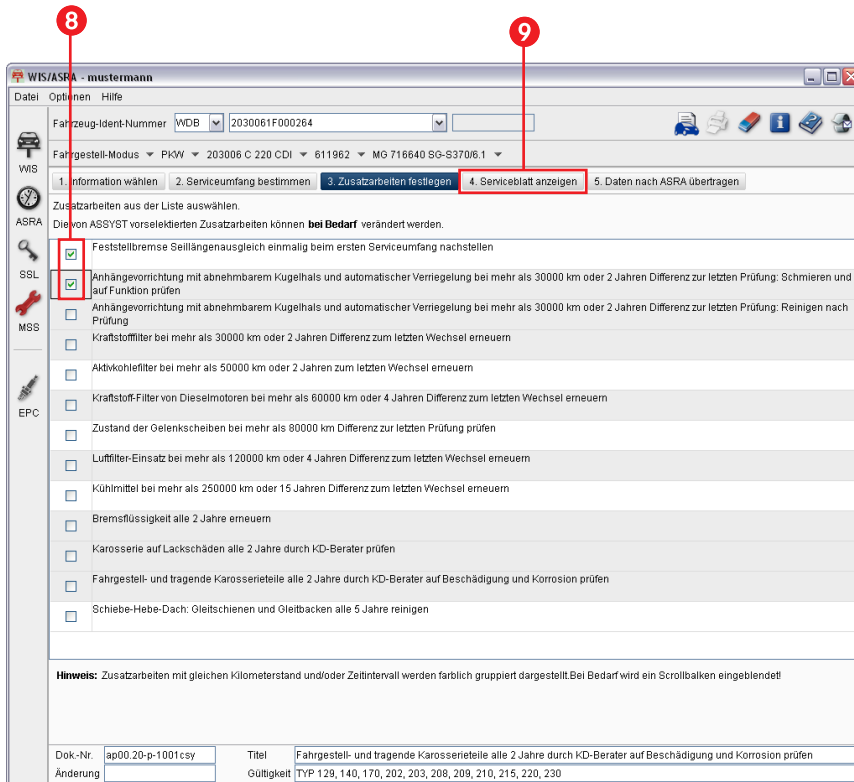 8
9
WIS/ASRA - mustermann
Datei Optionen Hilfe
Fahrzeug-Ident-Nummer WDB 2030061F000264
WIS
Fahrgestell-Modus PKW 203006 C 220 CDI 611962 MG 716640 SG-S370/6.1
1. Information wählen 2. Serviceumfang bestimmen 3. Zusatzarbeiten festlegen 4. Serviceblatt anzeigen 5. Daten nach ASRA übertragen
Zusatzarbeiten aus der Liste auswählen.
ASRA
Die von ASSYST vorselektierten Zusatzarbeiten können bei Bedarf verändert werden.
Feststellbremse Seillängenausgleich einmalig beim ersten Serviceumfang nachstellen
SSL
Anhängevorrichtung mit abnehmbarem Kugelhals und automatischer Verriegelung bei mehr als 30000 km oder 2 Jahren Differenz zur letzten Prüfung: Schmieren und
auf Funktion prüfen
MSS
Anhängevorrichtung mit abnehmbarem Kugelhals und automatischer Verriegelung bei mehr als 30000 km oder 2 Jahren Differenz zur letzten Prüfung: Reinigen nach
Prüfung
Kraftstofffilter bei mehr als 30000 km oder 2 Jahren Differenz zum letzten Wechsel erneuern
Aktivkohlefilter bei mehr als 50000 km oder 2 Jahren zum letzten Wechsel erneuern
EPC
Kraftstoff-Filter von Dieselmotoren bei mehr als 60000 km oder 4 Jahren Differenz zum letzten Wechsel erneuern
Zustand der Gelenkscheiben bei mehr als 80000 km Differenz zur letzten Prüfung prüfen
Luftfilter-Einsatz bei mehr als 120000 km oder 4 Jahren Differenz zum letzten Wechsel erneuern
Kühlmittel bei mehr als 250000 km oder 15 Jahren Differenz zum letzten Wechsel erneuern
Bremsflüssigkeit alle 2 Jahre erneuern
Karosserie auf Lackschäden alle 2 Jahre durch KD-Berater prüfen
Fahrgestell- und tragende Karosserieteile alle 2 Jahre durch KD-Berater auf Beschädigung und Korrosion prüfen
Schiebe-Hebe-Dach: Gleitschienen und Gleitbacken alle 5 Jahre reinigen
Hinweis: Zusatzarbeiten mit gleichen Kilometerstand und/oder Zeitintervall werden farblich gruppiert dargestellt.Bei Bedarf wird ein Scrollbalken eingeblendet!
Dok.-Nr. ap00.20-p-1001csy Titel Fahrgestell- und tragende Karosserieteile alle 2 Jahre durch KD-Berater auf Beschädigung und Korrosion prüfen
Änderung Gültigkeit TYP 129, 140, 170, 202, 203, 208, 209, 210, 215, 220, 230